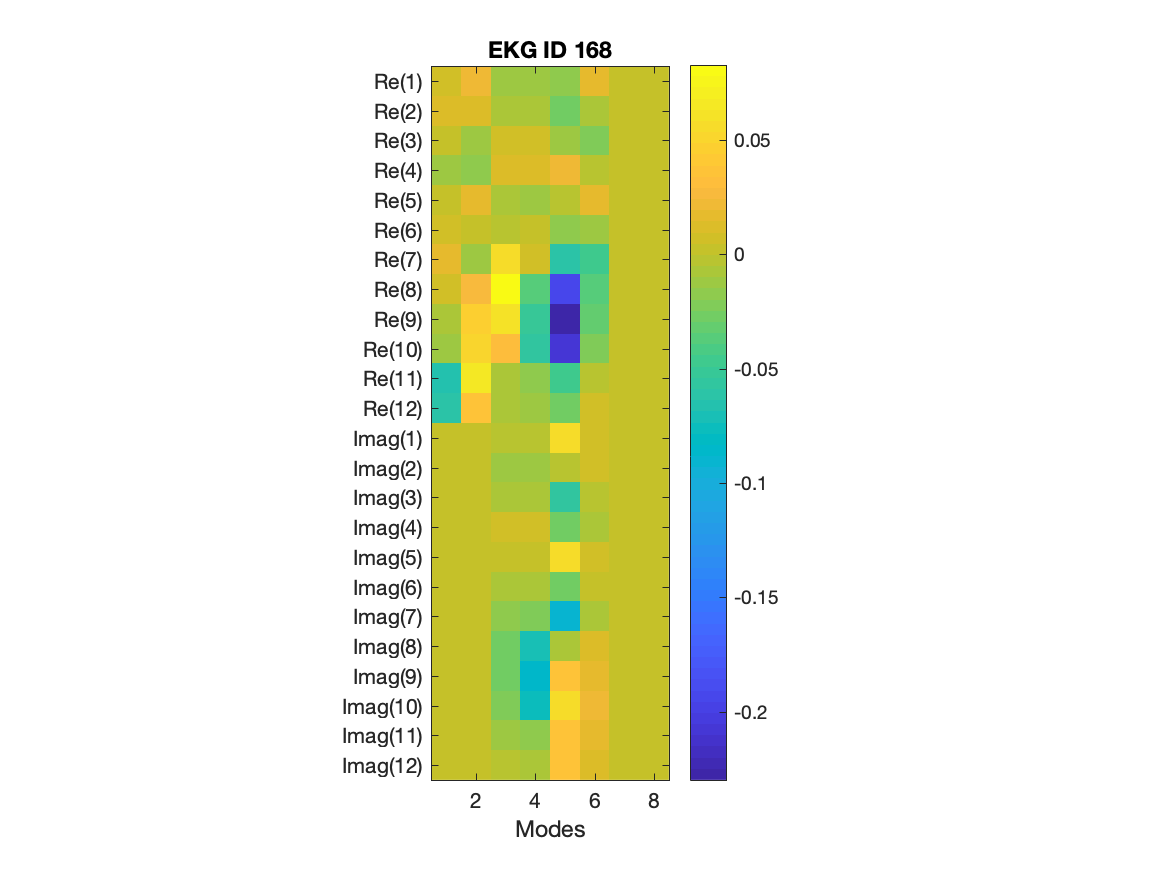 EKG ID 168
Re(1)
Re(2)
Re(3)
Re(4)
Re(5)
Re(6)
Re(7)
Re(8)
Re(9)
Re(10)
Re(11)
Re(12)
Imag(1)
Imag(2)
Imag(3)
Imag(4)
Imag(5)
Imag(6)
Imag(7)
Imag(8)
Imag(9)
Imag(10)
Imag(11)
Imag(12)
2 4 6 8
Modes
0.05
0
-0.05
-0.1
-0.15
-0.2